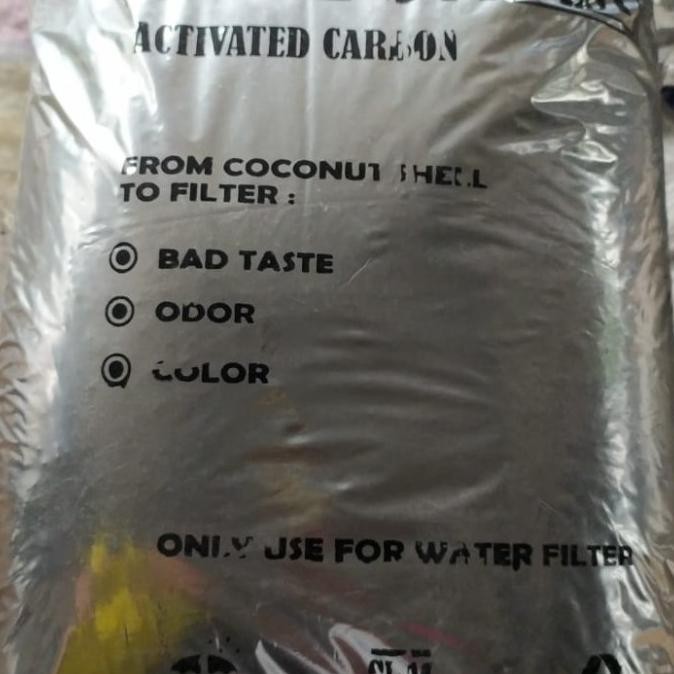 ACTIVATED CARBON
FROM COCONUT SHELL
TO FILTER :
BAD TASTE
ODOR
COLOR
ONLY USE FOR WATER FILTER